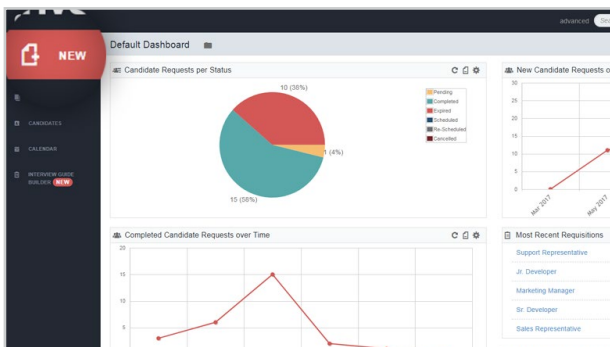 advanced
NEW
Default Dashboard
Candidate Requests per Status
10 (38%)
1 (4%)
15 (58%)
Pending
Completed
Expired
Scheduled
Re-Scheduled
Cancelled
New Candidate Requests o
30
25
20
15
10
5
0
Mar 2017
May 2017
CANDIDATES
CALENDAR
INTERVIEW GUIDE
BUILDER NEW
Completed Candidate Requests over Time
20
15
10
5
Most Recent Requisitions
Support Representative
Jr. Developer
Marketing Manager
Sr. Developer
Sales Representative